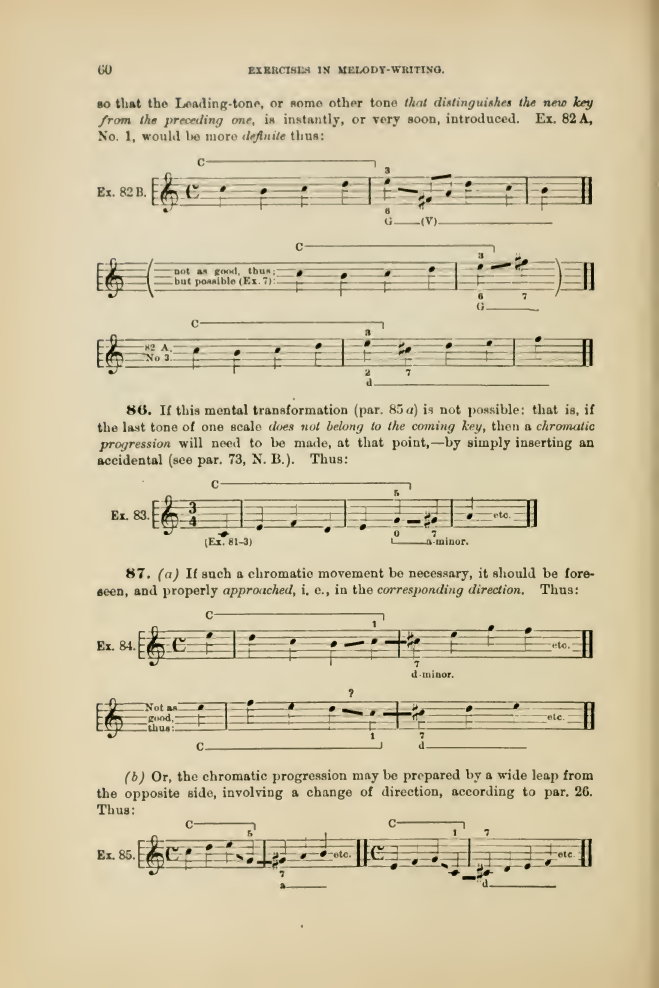 60 EXERCISES IN MELODY-WRITING.
so that the Leading-tone, or some other tone that distinguishes the new key
from the preceding one, is instantly, or very soon, introduced. Ex. 82 A,
No. 1, would be more definite thus:
C
3
Ex. 82 B.
6
G (V)
C
3
not as good, thus;
but possible (Ex. 7):
6 7
G
C
3
82 A,
No 3.
2 7
d
86. If this mental transformation (par. 85 a) is not possible: that is, if
the last tone of one scale does not belong to the coming key, then a chromatic
progression will need to be made, at that point,—by simply inserting an
accidental (see par. 73, N. B.). Thus:
C
5
Ex. 83. 3 4 etc.
(Ex. 81-3) 0 7
a-minor.
87. (a) If such a chromatic movement be necessary, it should be fore-
seen, and properly approached, i. e., in the corresponding direction. Thus:
C
1
Ex. 84. etc.
7
d-minor.
?
Not as
good,
thus: etc.
1 7
C d
(b) Or, the chromatic progression may be prepared by a wide leap from
the opposite side, involving a change of direction, according to par. 26.
Thus:
C C
5 1 7
Ex. 85. etc. etc.
7
a d